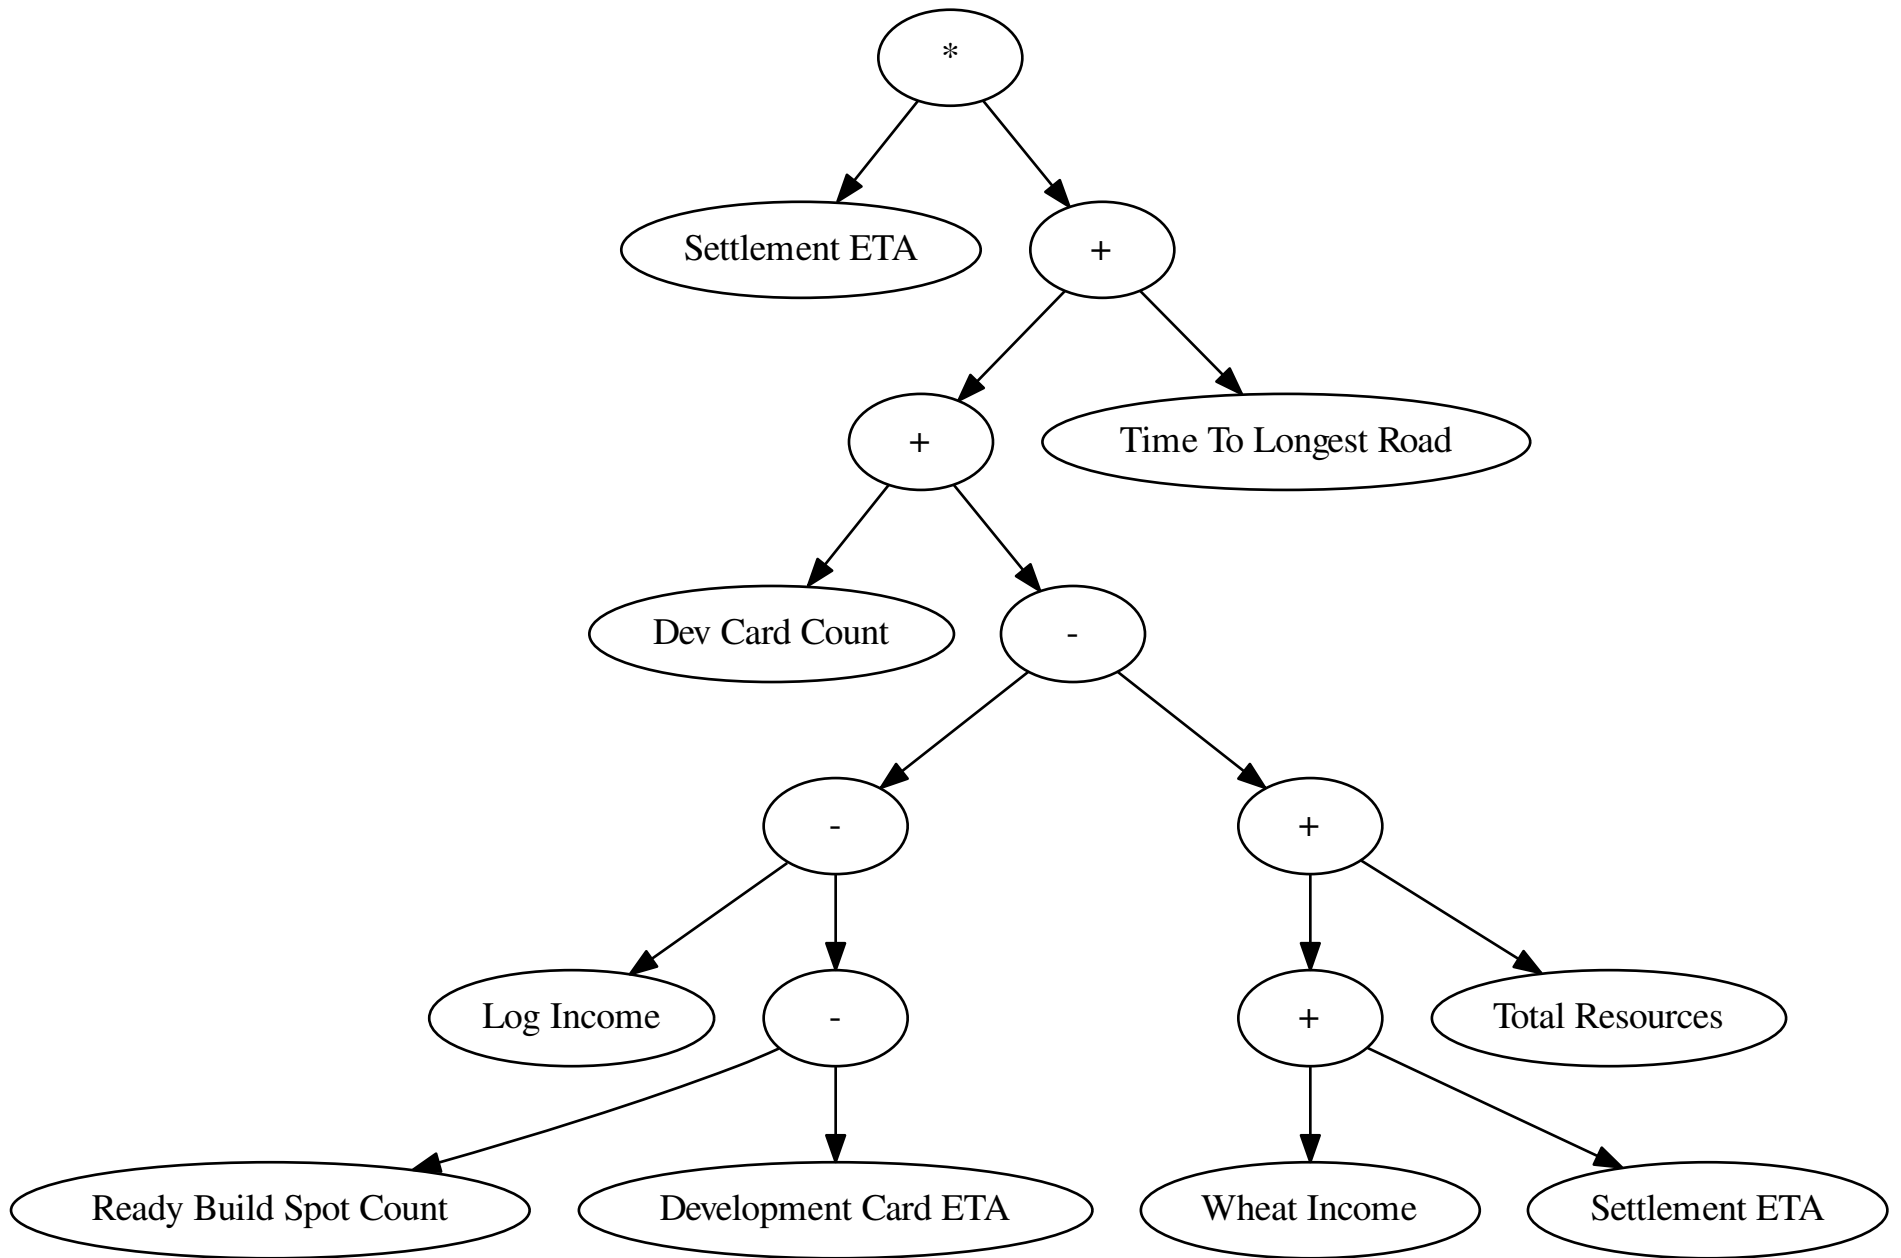 *
Settlement ETA
+
+
Time To Longest Road
Dev Card Count
-
-
+
Log Income
-
+
Total Resources
Ready Build Spot Count
Development Card ETA
Wheat Income
Settlement ETA